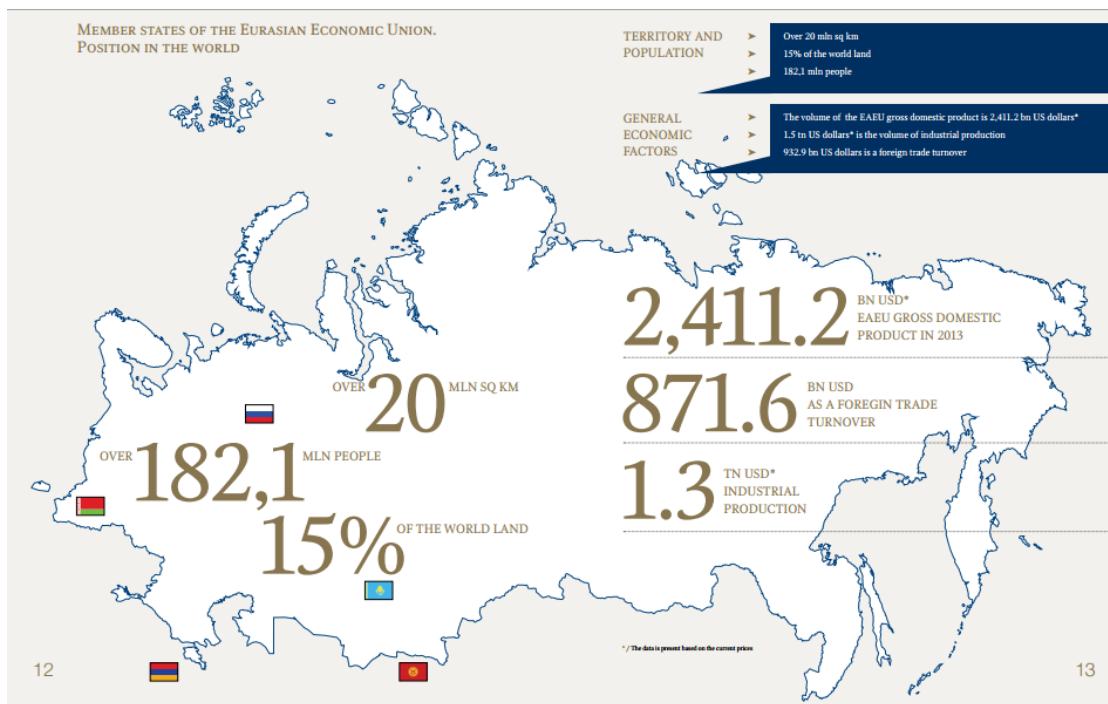 MEMBER STATES OF THE EURASIAN ECONOMIC UNION.
POSITION IN THE WORLD
TERRITORY AND
POPULATION
Over 20 mln sq km
15% of the world land
182,1 mln people
GENERAL
ECONOMIC
FACTORS
The volume of the EAEU gross domestic product is 2,411.2 bn US dollars*
1.5 tn US dollars* is the volume of industrial production
932.9 bn US dollars is a foreign trade turnover
OVER 20 MLN SQ KM
OVER 182,1 MLN PEOPLE
15% OF THE WORLD LAND
2,411.2 BN USD*
EAEU GROSS DOMESTIC
PRODUCT IN 2013
871.6 BN USD
AS A FOREGIN TRADE
TURNOVER
1.3 TN USD*
INDUSTRIAL
PRODUCTION
* / The data is present based on the current prices
12
13